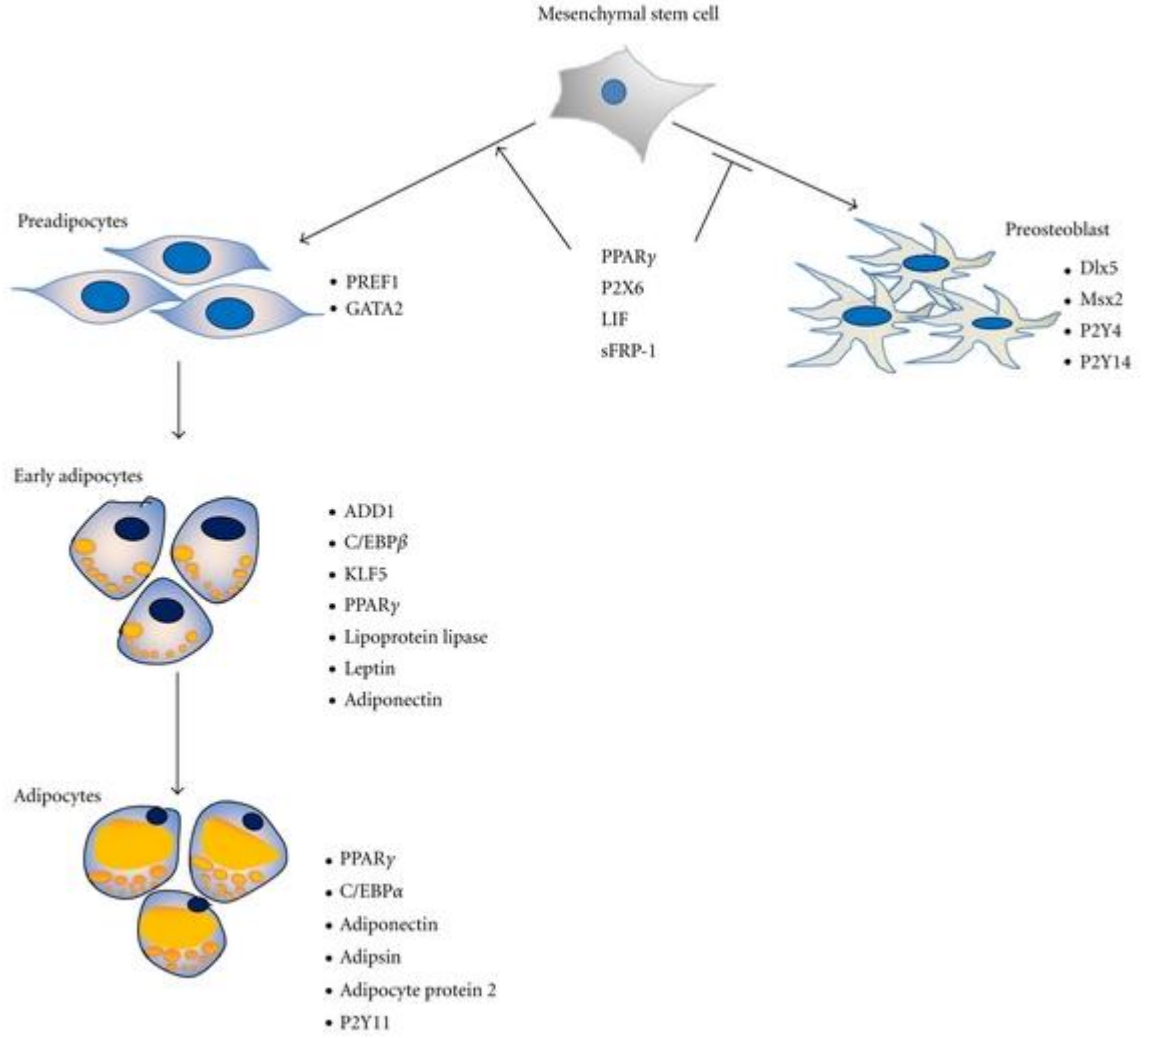 Mesenchymal stem cell
Preadipocytes
• PREF1
• GATA2
PPARγ
P2X6
LIF
sFRP-1
Preosteoblast
• Dlx5
• Msx2
• P2Y4
• P2Y14
Early adipocytes
• ADD1
• C/EBPβ
• KLF5
• PPARγ
• Lipoprotein lipase
• Leptin
• Adiponectin
Adipocytes
• PPARγ
• C/EBPα
• Adiponectin
• Adipsin
• Adipocyte protein 2
• P2Y11